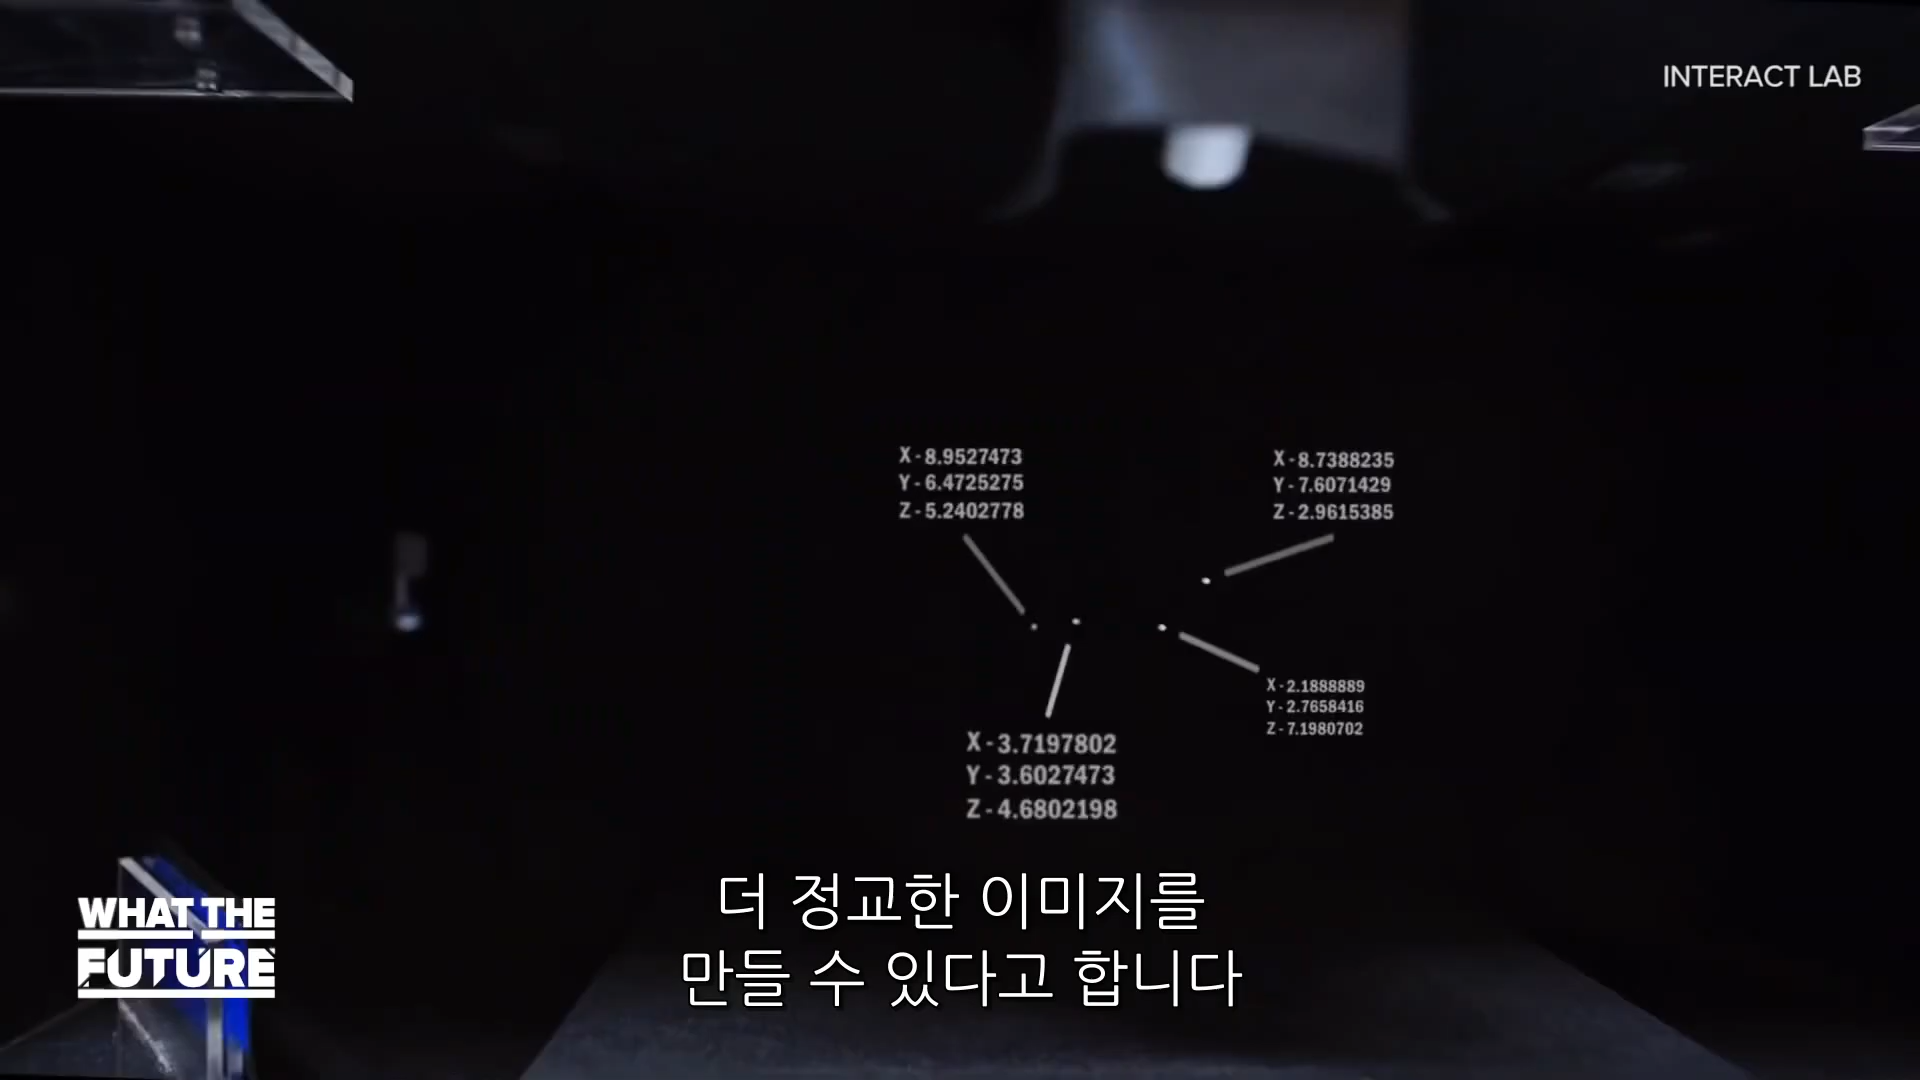 INTERACT LAB
X - 8.9527473
Y - 6.4725275
Z - 5.2402778
X - 8.7388235
Y - 7.6071429
Z - 2.9615385
X - 2.1888889
Y - 2.7658416
Z - 7.1980702
X - 3.7197802
Y - 3.6027473
Z - 4.6802198
더 정교한 이미지를
만들 수 있다고 합니다
WHAT THE
FUTURE